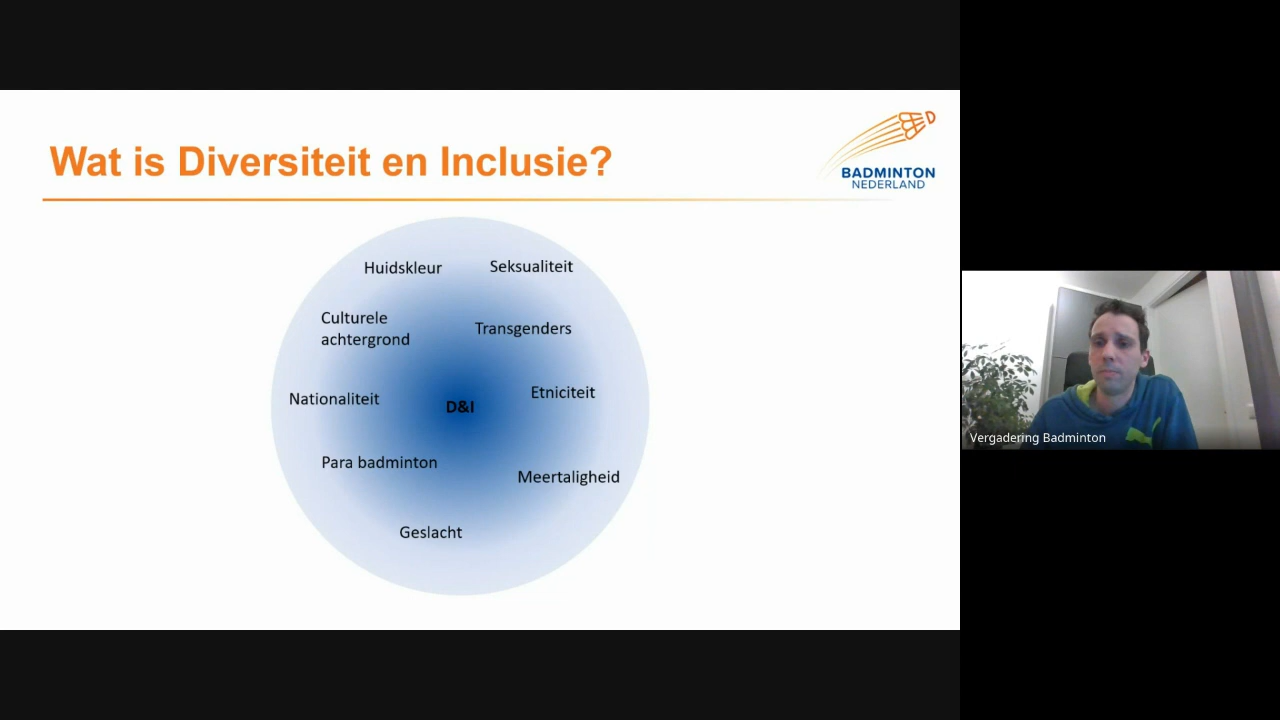 Wat is Diversiteit en Inclusie?
BADMINTON
NEDERLAND
Huidskleur
Seksualiteit
Culturele
achtergrond
Transgenders
Nationaliteit
D&I
Etniciteit
Para badminton
Meertaligheid
Geslacht
Vergadering Badminton